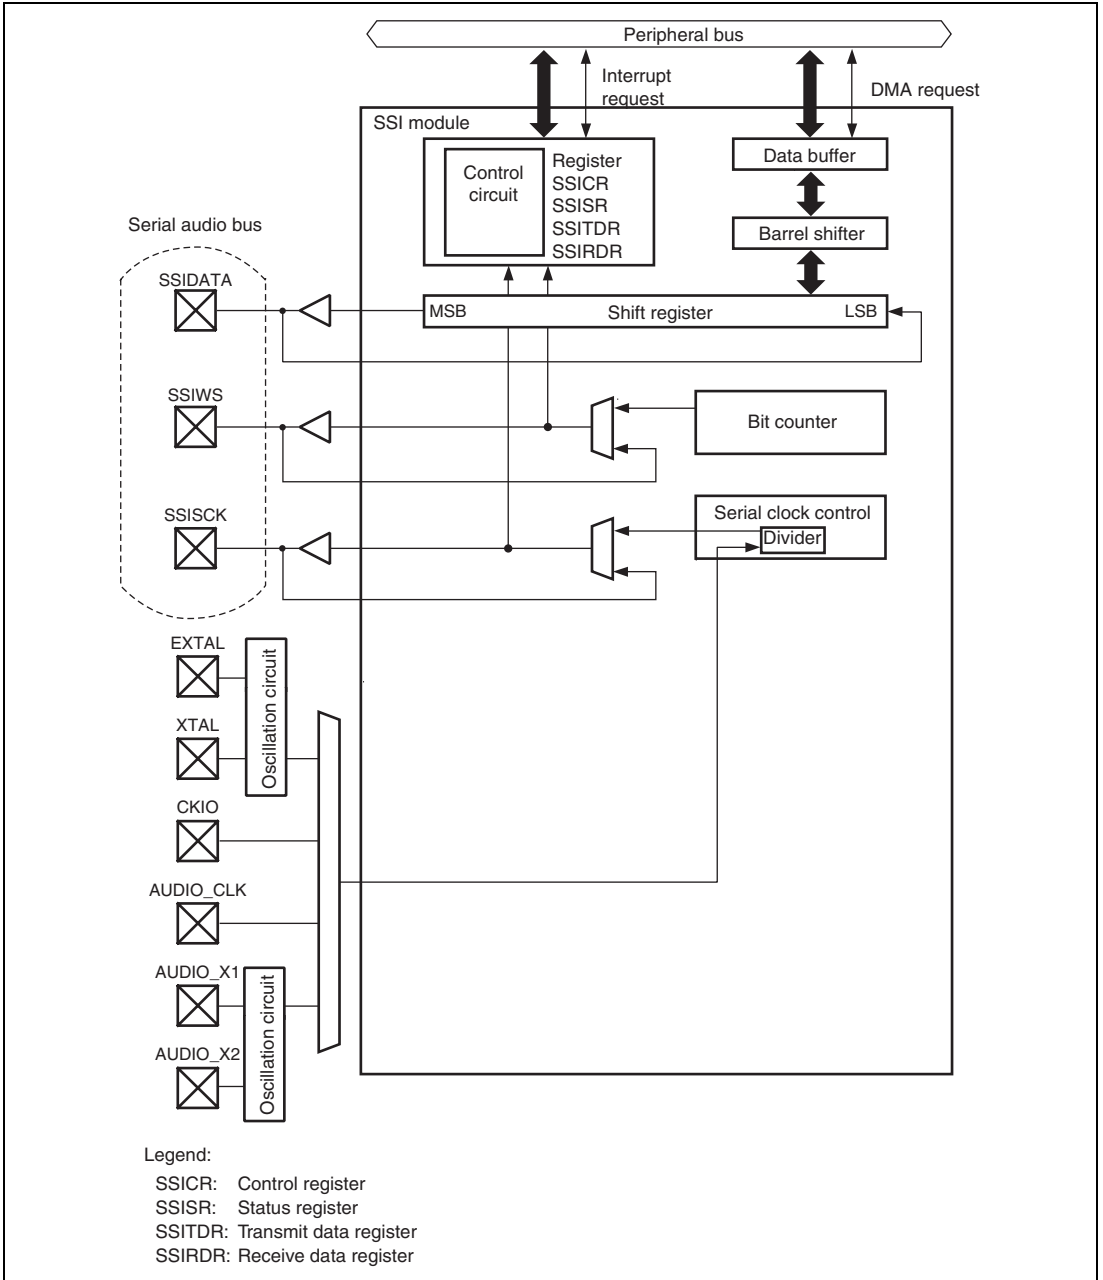 Peripheral bus
Interrupt
request
DMA request
SSI module
Control
circuit
Register
SSICR
SSISR
SSITDR
SSIRDR
Data buffer
Barrel shifter
Serial audio bus
SSIDATA
MSB
Shift register
LSB
SSIWS
Bit counter
SSISCK
Serial clock control
Divider
EXTAL
XTAL
Oscillation circuit
CKIO
AUDIO_CLK
AUDIO_X1
AUDIO_X2
Oscillation circuit
Legend:
SSICR: Control register
SSISR: Status register
SSITDR: Transmit data register
SSIRDR: Receive data register